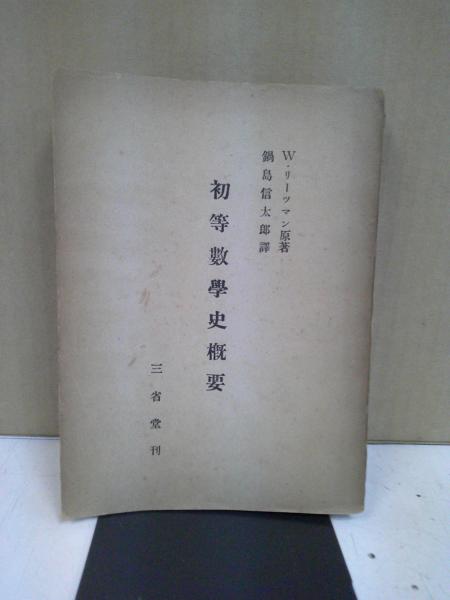 W・リーツマン原著
鍋島信太郎譯
初等數學史概要
三省堂刊